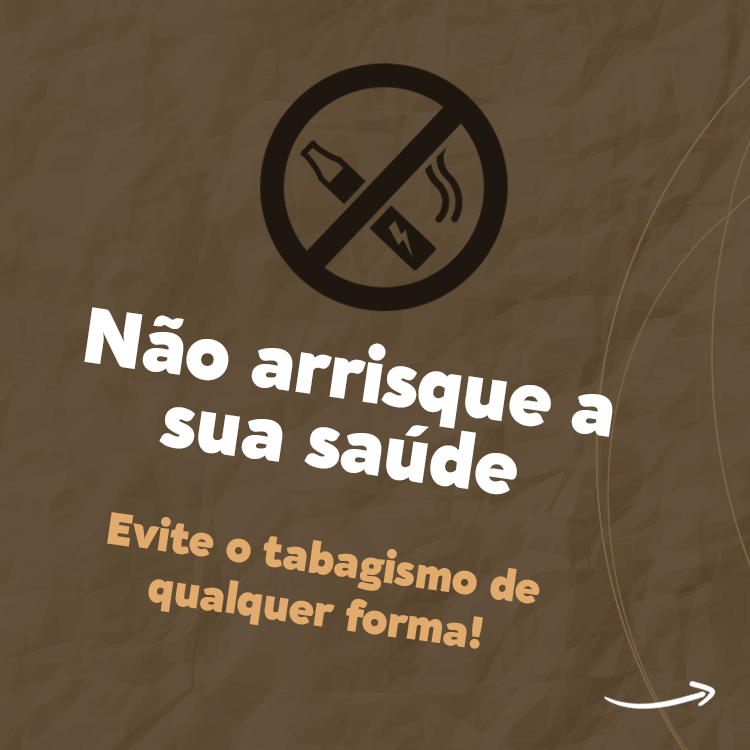 Não arrisque a
sua saúde
Evite o tabagismo de
qualquer forma!